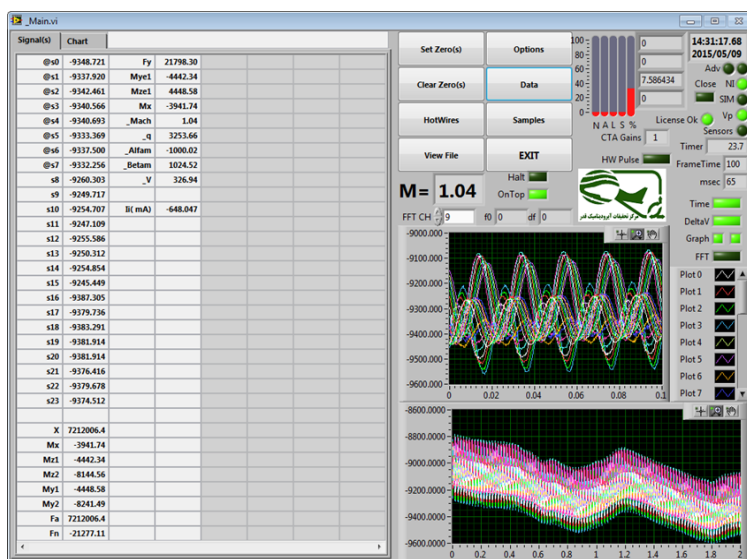 _Main.vi
Signal(s) Chart
@s0 -9348.721 Fy 21798.30
@s1 -9337.920 Mye1 -4442.34
@s2 -9342.461 Mze1 4448.58
@s3 -9340.566 Mx -3941.74
@s4 -9340.693 _Mach 1.04
@s5 -9333.369 _q 3253.66
@s6 -9337.500 _Alfam -1000.02
@s7 -9332.256 _Betam 1024.52
s8 -9260.303 _V 326.94
s9 -9249.717
s10 -9254.707 Ii( mA) -648.047
s11 -9247.109
s12 -9255.586
s13 -9250.312
s14 -9254.854
s15 -9245.449
s16 -9387.305
s17 -9379.736
s18 -9383.291
s19 -9381.914
s20 -9381.914
s21 -9376.416
s22 -9379.678
s23 -9374.512
X 7212006.4
Mx -3941.74
Mz1 -4442.34
Mz2 -8144.56
My1 -4448.58
My2 -8241.49
Fa 7212006.4
Fn -21277.11
Set Zero(s) Options
Clear Zero(s) Data
HotWires Samples
View File EXIT
100
80
60
40
20
0
N A L S %
0
0
7.586434
0
CTA Gains 1
HW Pulse
14:31:17.68
2015/05/09
Adv
Close NI
SIM
License Ok Vp
Sensors
Timer 23.7
FrameTime 100
msec 65
Time
DeltaV
Graph
FFT
Halt
M= 1.04 OnTop
FFT CH 9 f0 0 df 0
مرکز تحقیقات آیرودینامیک قدر
-9000.000
-9100.000
-9200.000
-9300.000
-9400.000
-9500.000
-9600.000
0 0.02 0.04 0.06 0.08 0.1
Plot 0
Plot 1
Plot 2
Plot 3
Plot 4
Plot 5
Plot 6
Plot 7
-8600.0000
-8800.0000
-9000.0000
-9200.0000
-9400.0000
-9600.0000
0 0.2 0.4 0.6 0.8 1 1.2 1.4 1.6 1.8